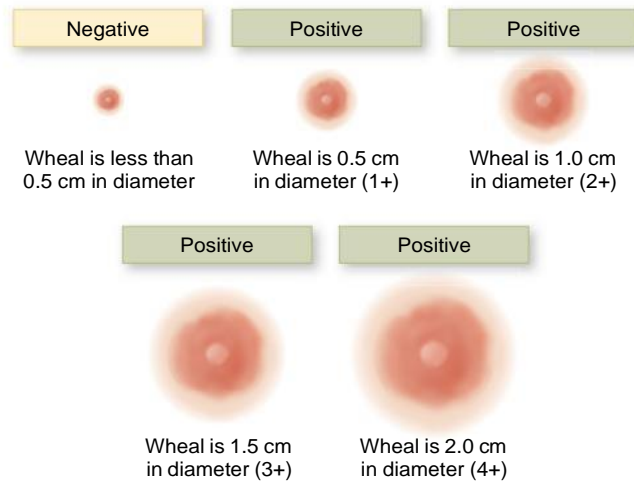 Negative
Positive
Positive
Wheal is less than
0.5 cm in diameter
Wheal is 0.5 cm
in diameter (1+)
Wheal is 1.0 cm
in diameter (2+)
Positive
Positive
Wheal is 1.5 cm
in diameter (3+)
Wheal is 2.0 cm
in diameter (4+)